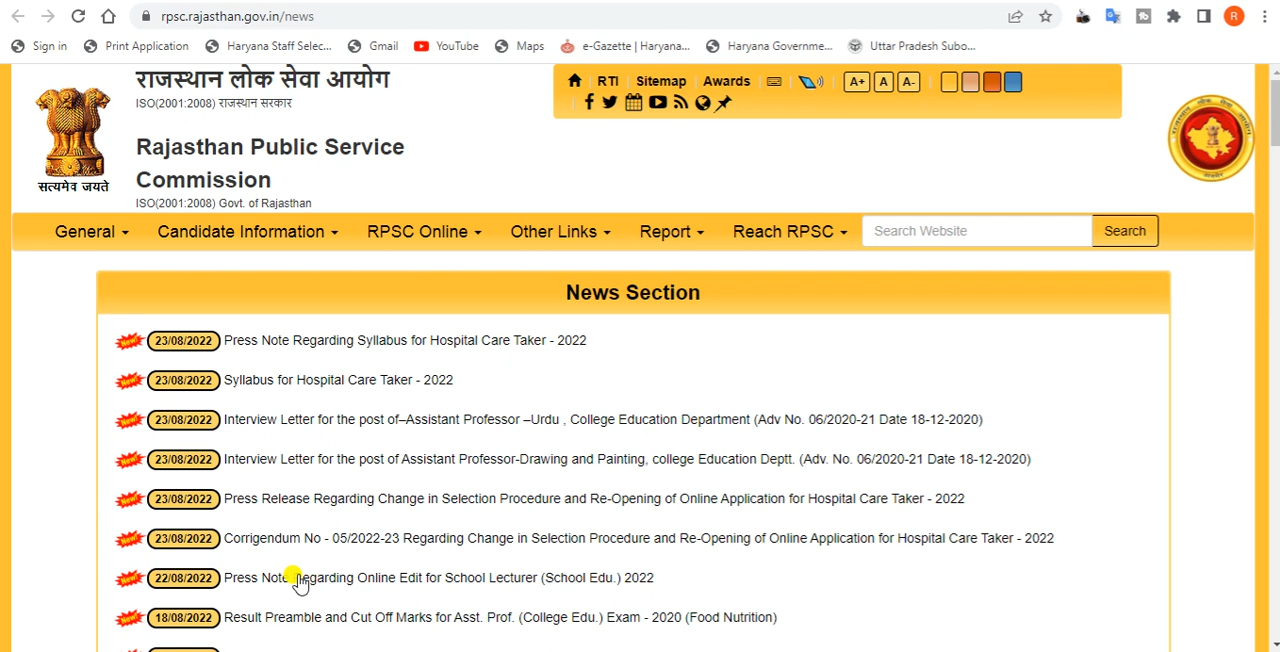 rpsc.rajasthan.gov.in/news
R
Sign in Print Application Haryana Staff Selec... Gmail YouTube Maps e-Gazette | Haryana... Haryana Governme... Uttar Pradesh Subo...
राजस्थान लोक सेवा आयोग
ISO(2001:2008) राजस्थान सरकार
Rajasthan Public Service
Commission
ISO(2001:2008) Govt. of Rajasthan
सत्यमेव जयते
RTI Sitemap Awards A+ A A-
General Candidate Information RPSC Online Other Links Report Reach RPSC Search Website Search
News Section
New! 23/08/2022 Press Note Regarding Syllabus for Hospital Care Taker - 2022
New! 23/08/2022 Syllabus for Hospital Care Taker - 2022
New! 23/08/2022 Interview Letter for the post of–Assistant Professor –Urdu , College Education Department (Adv No. 06/2020-21 Date 18-12-2020)
New! 23/08/2022 Interview Letter for the post of Assistant Professor-Drawing and Painting, college Education Deptt. (Adv. No. 06/2020-21 Date 18-12-2020)
New! 23/08/2022 Press Release Regarding Change in Selection Procedure and Re-Opening of Online Application for Hospital Care Taker - 2022
New! 23/08/2022 Corrigendum No - 05/2022-23 Regarding Change in Selection Procedure and Re-Opening of Online Application for Hospital Care Taker - 2022
New! 22/08/2022 Press Note Regarding Online Edit for School Lecturer (School Edu.) 2022
New! 18/08/2022 Result Preamble and Cut Off Marks for Asst. Prof. (College Edu.) Exam - 2020 (Food Nutrition)